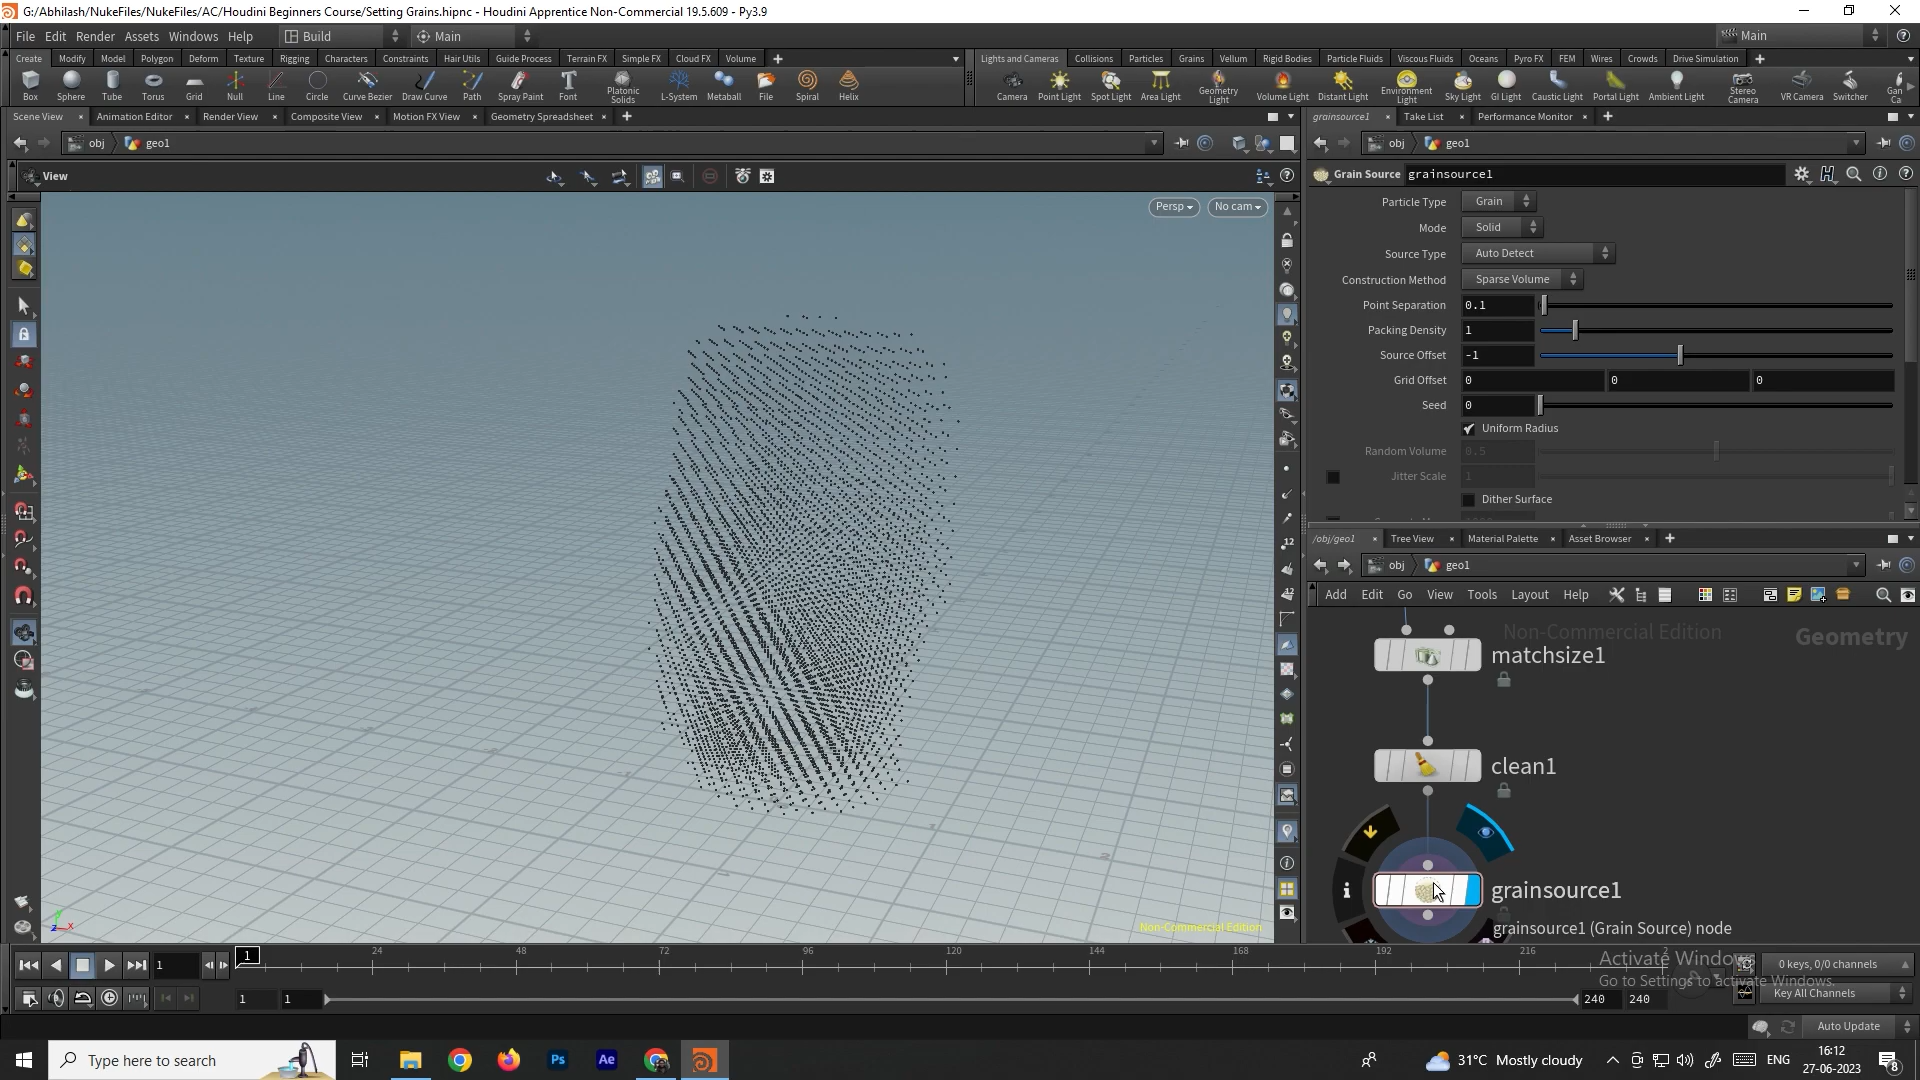 G:/Abhilash/NukeFiles/NukeFiles/AC/Houdini Beginners Course/Setting Grains.hipnc - Houdini Apprentice Non-Commercial 19.5.609 - Py3.9
File Edit Render Assets Windows Help Build Main Main
Create Modify Model Polygon Deform Texture Rigging Characters Constraints Hair Utils Guide Process Terrain FX Simple FX Cloud FX Volume
Lights and Cameras Collisions Particles Grains Vellum Rigid Bodies Particle Fluids Viscous Fluids Oceans Pyro FX FEM Wires Crowds Drive Simulation
Box Sphere Tube Torus Grid Null Line Circle Curve Bezier Draw Curve Path Spray Paint Font Platonic Solids L-System Metaball File Spiral Helix
Camera Point Light Spot Light Area Light Geometry Light Volume Light Distant Light Environment Light Sky Light GI Light Caustic Light Portal Light Ambient Light Stereo Camera VR Camera Switcher Gan Ca
Scene View Animation Editor Render View Composite View Motion FX View Geometry Spreadsheet
grainsource1 Take List Performance Monitor
obj geo1
obj geo1
View
Persp No cam
Non-Commercial Edition
Grain Source grainsource1
Particle Type Grain
Mode Solid
Source Type Auto Detect
Construction Method Sparse Volume
Point Separation 0.1
Packing Density 1
Source Offset -1
Grid Offset 0 0 0
Seed 0
Uniform Radius
Random Volume 0.5
Jitter Scale 1
Dither Surface
/obj/geo1 Tree View Material Palette Asset Browser
obj geo1
Add Edit Go View Tools Layout Help
Non-Commercial Edition Geometry
matchsize1
clean1
grainsource1
grainsource1 (Grain Source) node
Activate Windows
Go to Settings to activate Windows.
1 1 24 48 72 96 120 144 168 192 216 2
0 keys, 0/0 channels
1 1 240 240
Key All Channels
Auto Update
Type here to search
Ps Ae
31°C Mostly cloudy
ENG
16:12
27-06-2023
8